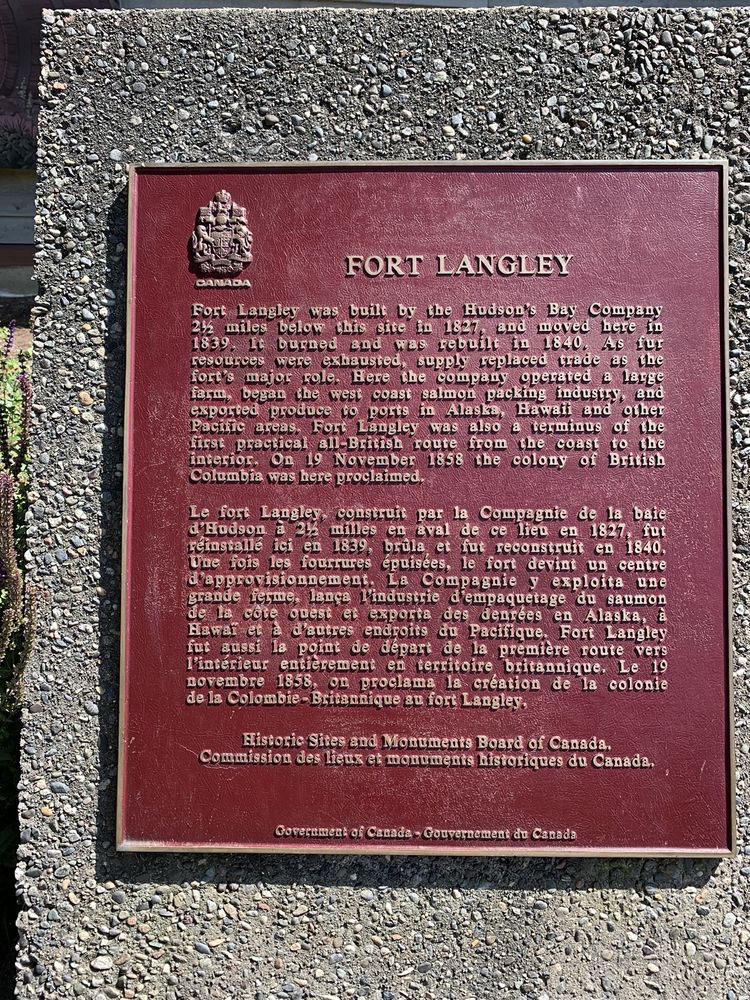 CANADA
FORT LANGLEY
Fort Langley was built by the Hudson's Bay Company
2½ miles below this site in 1827, and moved here in
1839. It burned and was rebuilt in 1840. As fur
resources were exhausted, supply replaced trade as the
fort's major role. Here the company operated a large
farm, began the west coast salmon packing industry, and
exported produce to ports in Alaska, Hawaii and other
Pacific areas. Fort Langley was also a terminus of the
first practical all-British route from the coast to the
interior. On 19 November 1858 the colony of British
Columbia was here proclaimed.
Le fort Langley, construit par la Compagnie de la baie
d'Hudson à 2½ milles en aval de ce lieu en 1827, fut
réinstallé ici en 1839, brûla et fut reconstruit en 1840.
Une fois les fourrures épuisées, le fort devint un centre
d'approvisionnement. La Compagnie y exploita une
grande ferme, lança l'industrie d'empaquetage du saumon
de la côte ouest et exporta des denrées en Alaska, à
Hawaï et à d'autres endroits du Pacifique. Fort Langley
fut aussi la point de départ de la première route vers
l'intérieur entièrement en territoire britannique. Le 19
novembre 1858, on proclama la création de la colonie
de la Colombie-Britannique au fort Langley.
Historic Sites and Monuments Board of Canada.
Commission des lieux et monuments historiques du Canada.
Government of Canada - Gouvernement du Canada